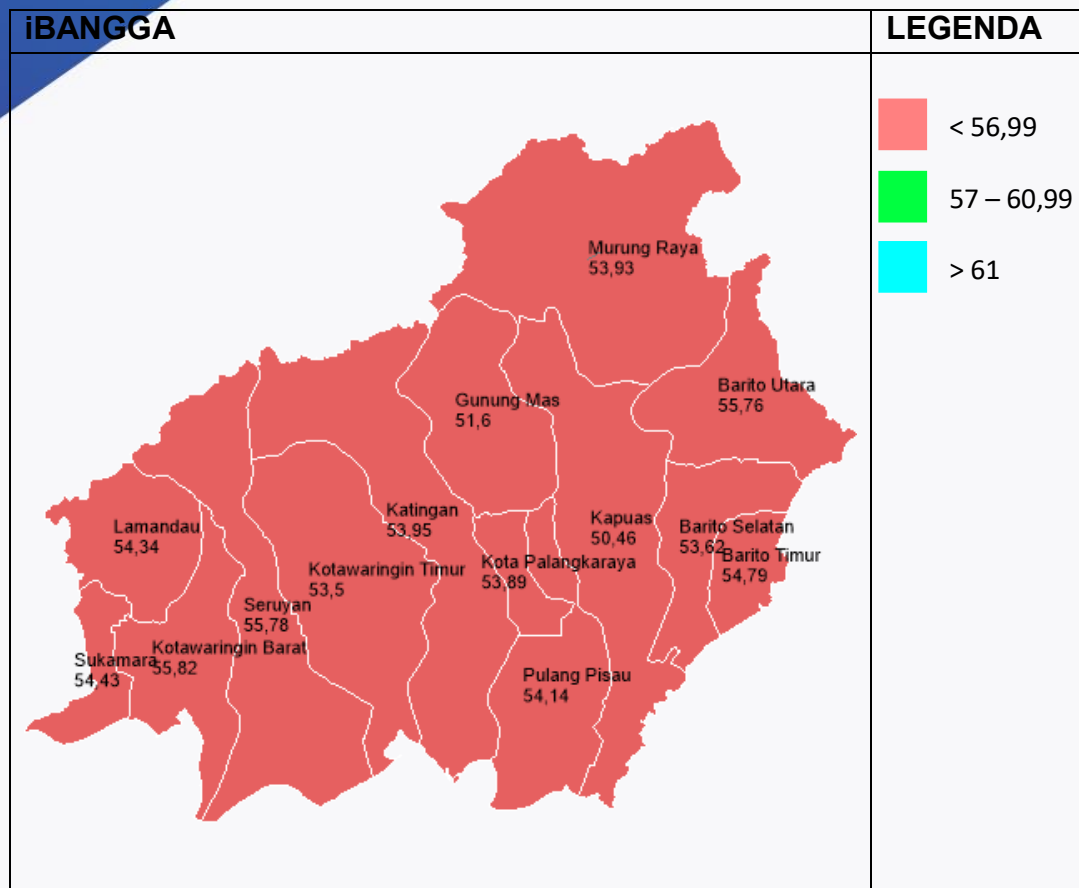 iBANGGA
LEGENDA
< 56,99
57 – 60,99
> 61
Murung Raya
53,93
Barito Utara
55,76
Gunung Mas
51,6
Katingan
53,95
Kapuas
50,46
Lamandau
54,34
Barito Selatan
53,62
Barito Timur
54,79
Kota Palangkaraya
53,89
Kotawaringin Timur
53,5
Seruyan
55,78
Kotawaringin Barat
55,82
Sukamara
54,43
Pulang Pisau
54,14